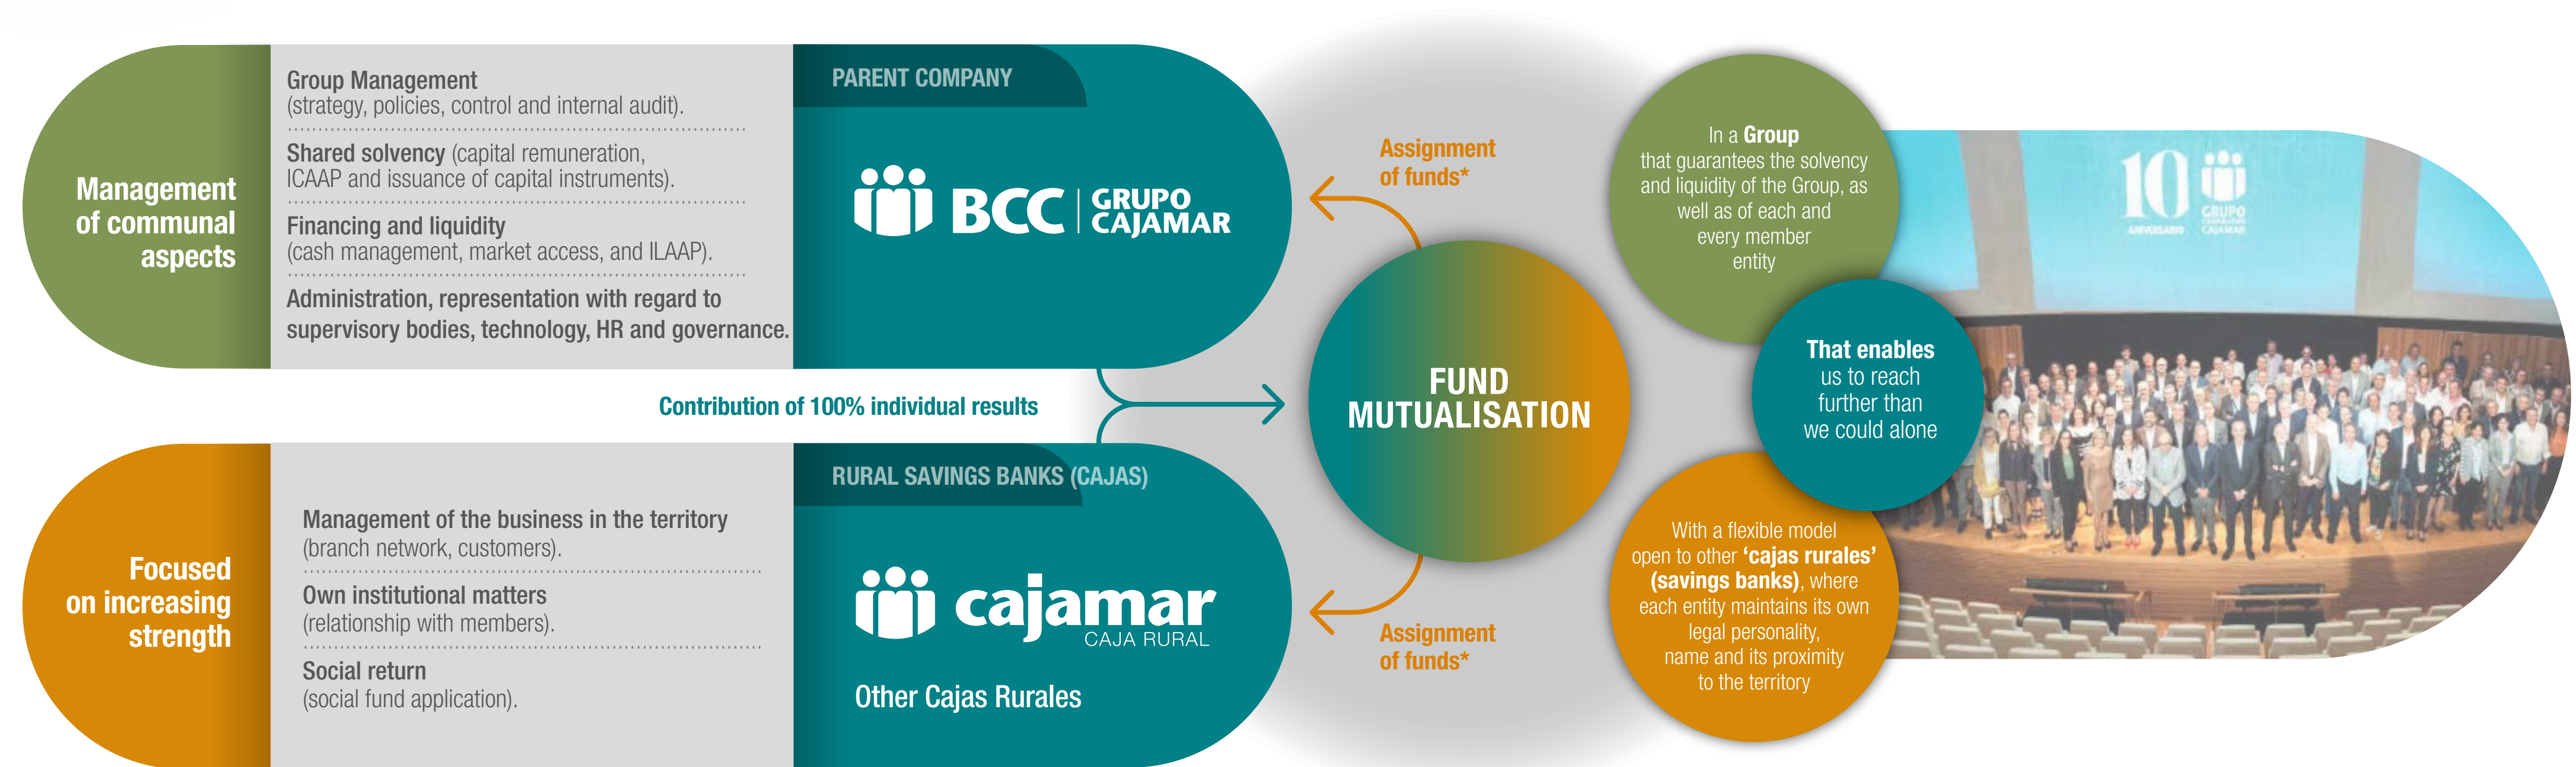 Management
of communal
aspects
Group Management
(strategy, policies, control and internal audit).
Shared solvency (capital remuneration,
ICAAP and issuance of capital instruments).
Financing and liquidity
(cash management, market access, and ILAAP).
Administration, representation with regard to
supervisory bodies, technology, HR and governance.
PARENT COMPANY
BCC
GRUPO
CAJAMAR
Contribution of 100% individual results
Focused
on increasing
strength
Management of the business in the territory
(branch network, customers).
Own institutional matters
(relationship with members).
Social return
(social fund application).
RURAL SAVINGS BANKS (CAJAS)
cajamar
CAJA RURAL
Other Cajas Rurales
Assignment
of funds*
FUND
MUTUALISATION
Assignment
of funds*
In a Group
that guarantees the solvency
and liquidity of the Group, as
well as of each and
every member
entity
That enables
us to reach
further than
we could alone
With a flexible model
open to other ‘cajas rurales’
(savings banks), where
each entity maintains its own
legal personality,
name and its proximity
to the territory
10
ANIVERSARIO
GRUPO
COOPERATIVO
CAJAMAR